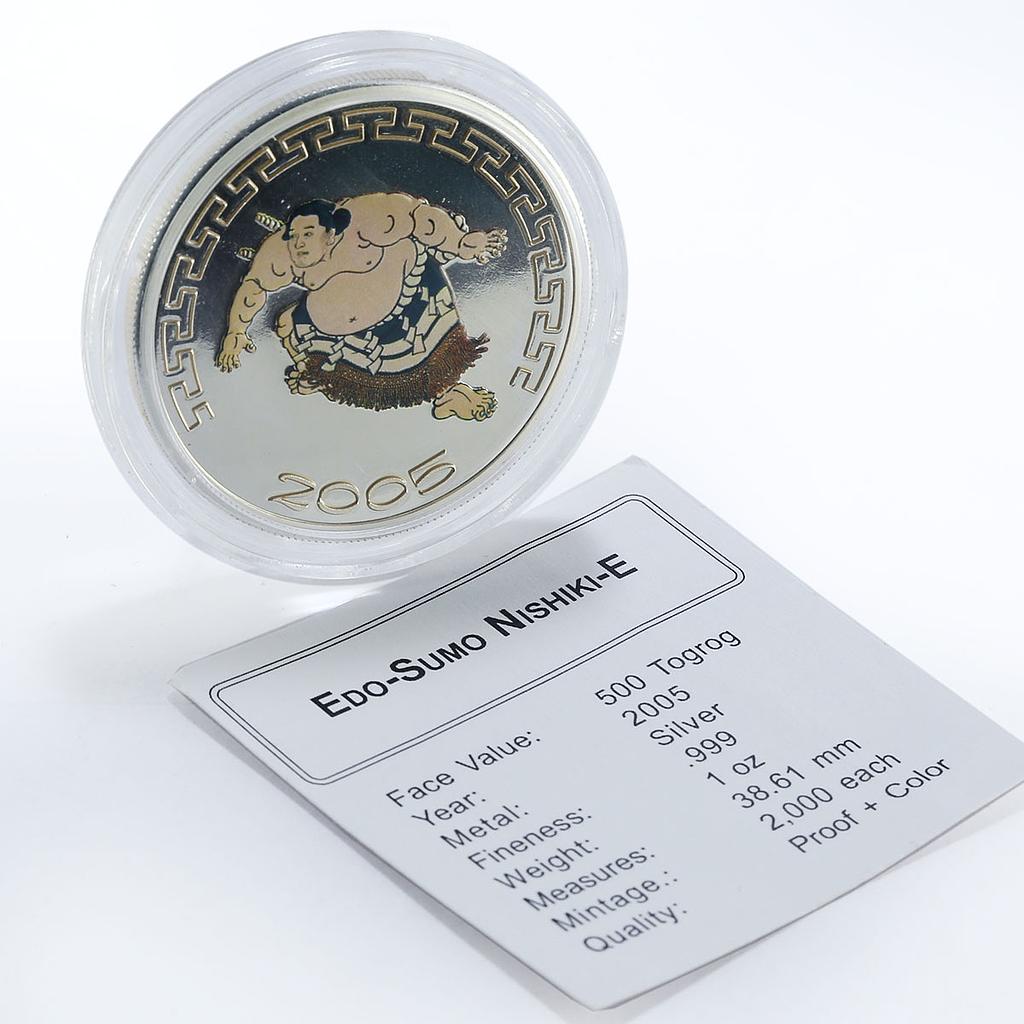 2005
EDO-SUMO NISHIKI-E
Face Value: 500 Togrog
Year: 2005
Metal: Silver
Fineness: .999
Weight: 1 oz
Measures: 38.61 mm
Mintage.: 2,000 each
Quality: Proof + Color